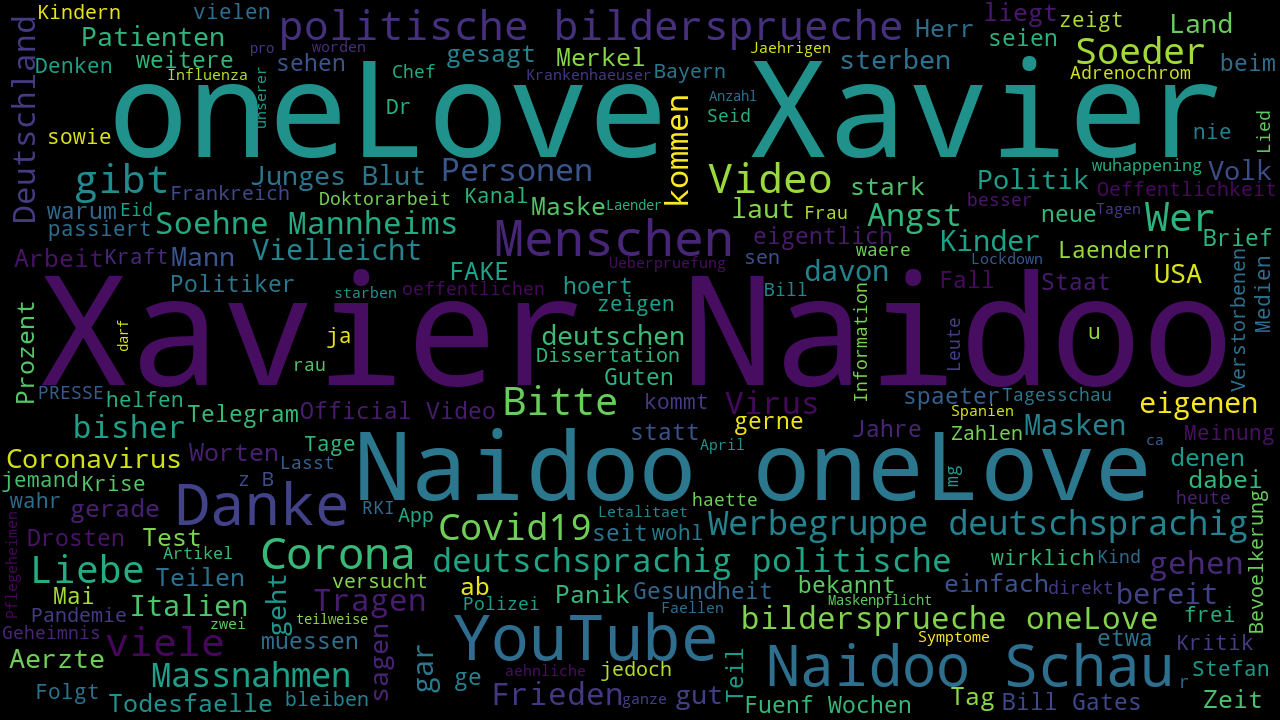 Kindern vielen politische bildersprueche Herr liegt zeigt Land
Patienten weitere sehen pro worden gesagt Merkel Jaehrigen sterben seien Soeder
Denken Influenza Chef Krankenhaeuser Bayern Adrenochrom beim
Deutschland unserer oneLove Dr kommen Anzahl Seid Xavier nie Lied
sowie
gibt Junges Blut Personen Video stark Politik wuhappening Volk
Frankreich Doktorarbeit Kanal Maske Laender laut Frau besser Oeffentlichkeit
warum Eid Soehne Mannheims Angst neue Tagen Wer
passiert Vielleicht Menschen eigentlich waere Kinder Laendern Brief
Arbeit Kraft Mann Ueberpruefung sen Lockdown
Politiker FAKE hoert davon Fall Staat USA
starben oeffentlichen zeigen Bill Information Verstorbenen Medien
Prozent darf Xavier Naidoo ja deutschen Leute u
rau Dissertation
Guten
PRESSE helfen Telegram Official Video Bitte kommt Virus spaeter Tagesschau eigenen
bisher statt gerne Jahre Spanien Masken
Coronavirus Worten Tage April Zahlen ca Meinung
jemand Krise Lasst Naidoo oneLove mg denen
wahr z B dabei
gerade Danke RKI App haette heute
Drosten Test Covid19 seit Letalitaet wohl Werbegruppe deutschsprachig
Artikel Corona Bevoelkerung
Pflegeheimen Liebe Teilen deutschsprachig politische wirklich Kind gehen
Mai geht versucht ab Panik Gesundheit bekannt einfach direkt bereit
Pandemie Italien Tragen Polizei Faellen Maskenpflicht frei
Geheimnis zwei teilweise bildersprueche oneLove
viele muessen sagen YouTube Symptome etwa Kritik
Aerzte Massnahmen gar ge aehnliche jedoch Teil Naidoo Schau r Stefan
Folgt Todesfaelle bleiben Frieden ganze gut Fuenf Wochen Tag Bill Gates Zeit